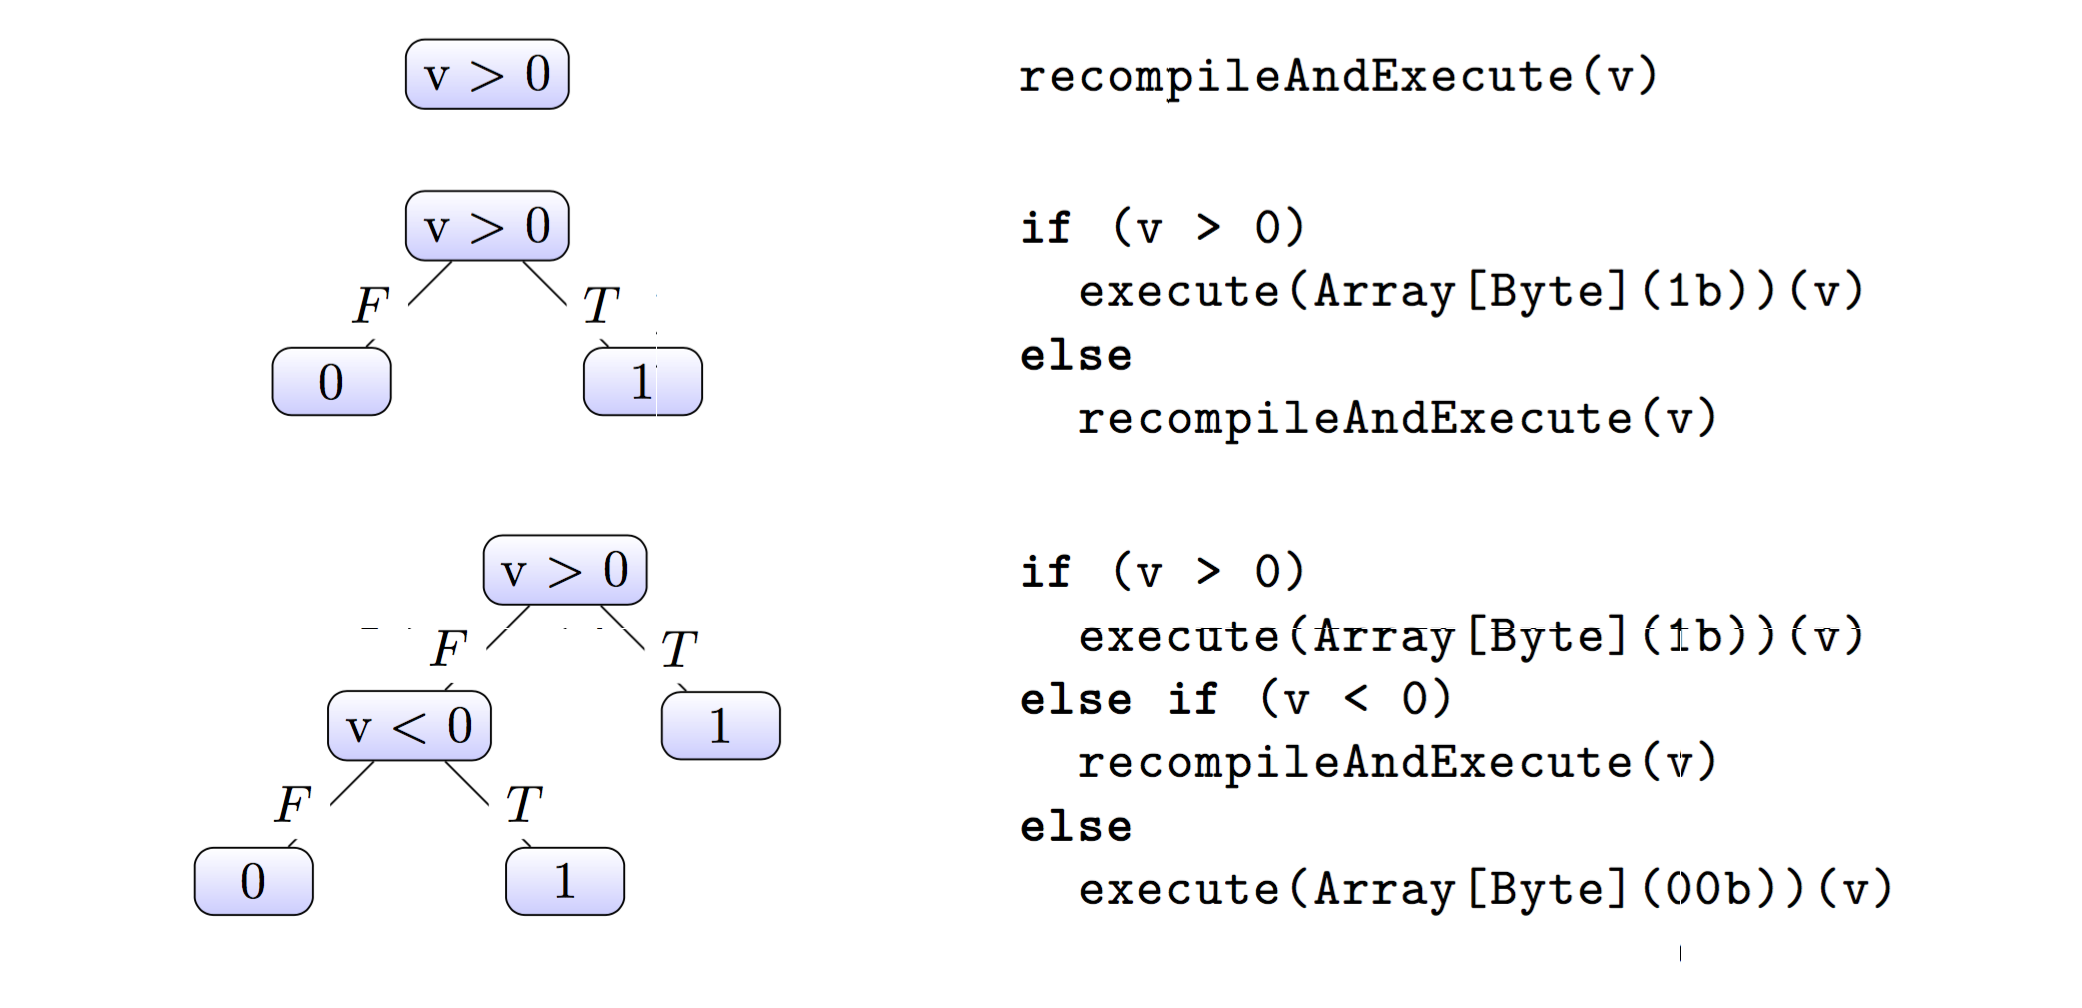 v > 0
recompileAndExecute(v)
v > 0
F T
0 1
if (v > 0)
execute(Array[Byte](1b))(v)
else
recompileAndExecute(v)
v > 0
F T
v < 0 1
F T
0 1
if (v > 0)
execute(Array[Byte](1b))(v)
else if (v < 0)
recompileAndExecute(v)
else
execute(Array[Byte](00b))(v)